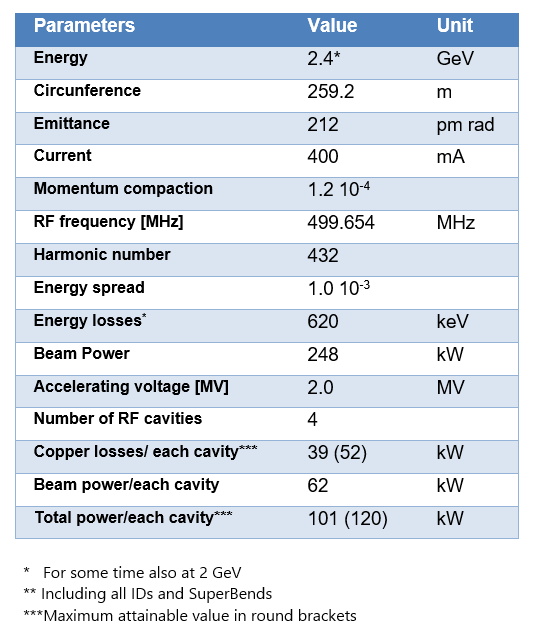 Parameters Value Unit
Energy 2.4* GeV
Circunference 259.2 m
Emittance 212 pm rad
Current 400 mA
Momentum compaction 1.2 10-4
RF frequency [MHz] 499.654 MHz
Harmonic number 432
Energy spread 1.0 10-3
Energy losses* 620 keV
Beam Power 248 kW
Accelerating voltage [MV] 2.0 MV
Number of RF cavities 4
Copper losses/ each cavity*** 39 (52) kW
Beam power/each cavity 62 kW
Total power/each cavity*** 101 (120) kW
* For some time also at 2 GeV
** Including all IDs and SuperBends
***Maximum attainable value in round brackets